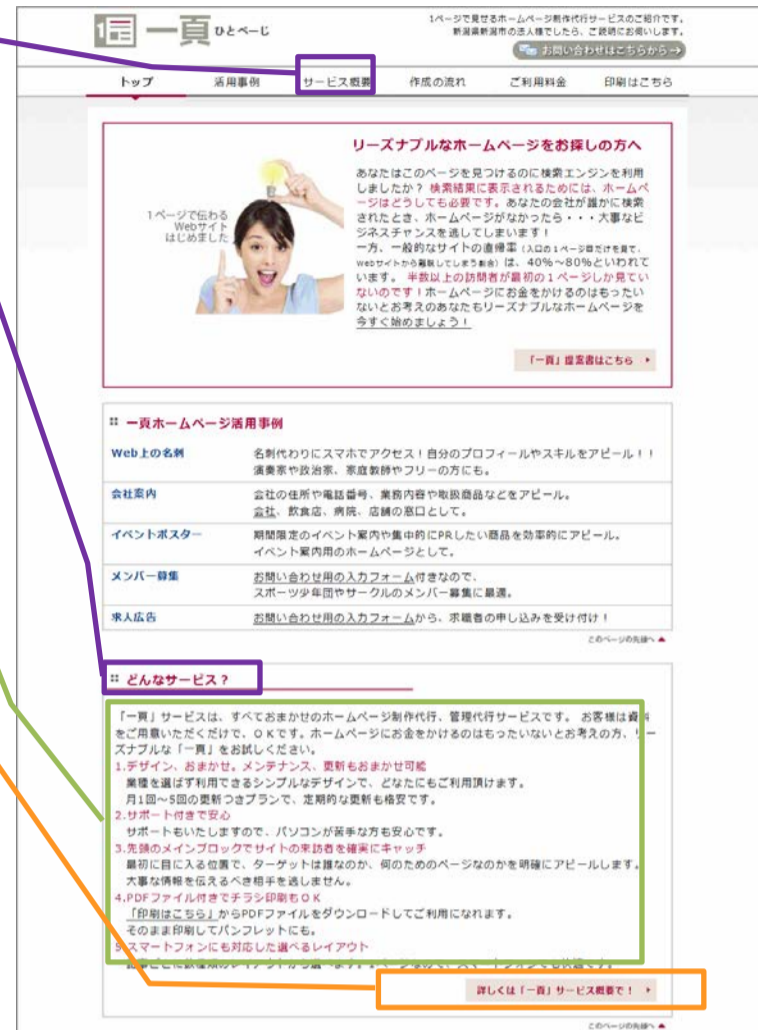 一頁 ひとぺーじ
1ページで見せるホームページ制作代行サービスのご紹介です。
新潟県新潟市の法人様でしたら、ご説明にお伺いします。
お問い合わせはこちらから→
トップ 活用事例 サービス概要 作成の流れ ご利用料金 印刷はこちら
リーズナブルなホームページをお探しの方へ
1ページで伝わる
Webサイト
はじめました
あなたはこのページを見つけるのに検索エンジンを利用
しましたか? 検索結果に表示されるためには、ホームペ
ージはどうしても必要です。あなたの会社が誰かに検索
されたとき、ホームページがなかったら・・・大事なビ
ジネスチャンスを逃してしまいます!
一方、一般的なサイトの直帰率(入口の1ページ目だけを見て、
Webサイトから離脱してしまう割合)は、40%~80%といわれて
います。 半数以上の訪問者が最初の1ページしか見てい
ないのです!ホームページにお金をかけるのはもったい
ないとお考えのあなたもリーズナブルなホームページを
今すぐ始めましょう!
「一頁」提案書はこちら
一頁ホームページ活用事例
Web上の名刺 名刺代わりにスマホでアクセス!自分のプロフィールやスキルをアピール!!
演奏家や政治家、家庭教師やフリーの方にも。
会社案内 会社の住所や電話番号、業務内容や取扱商品などをアピール。
会社、飲食店、病院、店舗の窓口として。
イベントポスター 期間限定のイベント案内や集中的にPRしたい商品を効率的にアピール。
イベント案内用のホームページとして。
メンバー募集 お問い合わせ用の入力フォーム付きなので、
スポーツ少年団やサークルのメンバー募集に最適。
求人広告 お問い合わせ用の入力フォームから、求職者の申し込みを受け付け!
このページの先頭へ ▲
どんなサービス?
「一頁」サービスは、すべておまかせのホームページ制作代行、管理代行サービスです。 お客様は資料
をご用意いただくだけで、OKです。ホームページにお金をかけるのはもったいないとお考えの方、リー
ズナブルな「一頁」をお試しください。
1.デザイン、おまかせ。メンテナンス、更新もおまかせ可能
業種を選ばず利用できるシンプルなデザインで、どなたにもご利用頂けます。
月1回~5回の更新つきプランで、定期的な更新も格安です。
2.サポート付きで安心
サポートもいたしますので、パソコンが苦手な方も安心です。
3.先頭のメインブロックでサイトの来訪者を確実にキャッチ
最初に目に入る位置で、ターゲットは誰なのか、何のためのページなのかを明確にアピールします。
大事な情報を伝えるべき相手を逃しません。
4.PDFファイル付きでチラシ印刷もOK
「印刷はこちら」からPDFファイルをダウンロードしてご利用になれます。
そのまま印刷してパンフレットにも。
5.スマートフォンにも対応した選べるレイアウト
詳しくは「一頁」サービス概要で!
このページの先頭へ ▲